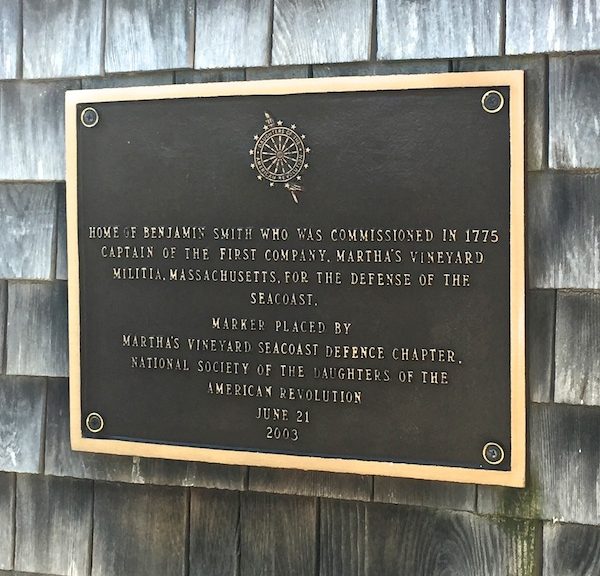 HOME OF BENJAMIN SMITH WHO WAS COMMISSIONED IN 1775
CAPTAIN OF THE FIRST COMPANY, MARTHA'S VINEYARD
MILITIA, MASSACHUSETTS, FOR THE DEFENSE OF THE
SEACOAST.
MARKER PLACED BY
MARTHA'S VINEYARD SEACOAST DEFENCE CHAPTER,
NATIONAL SOCIETY OF THE DAUGHTERS OF THE
AMERICAN REVOLUTION
JUNE 21
2003